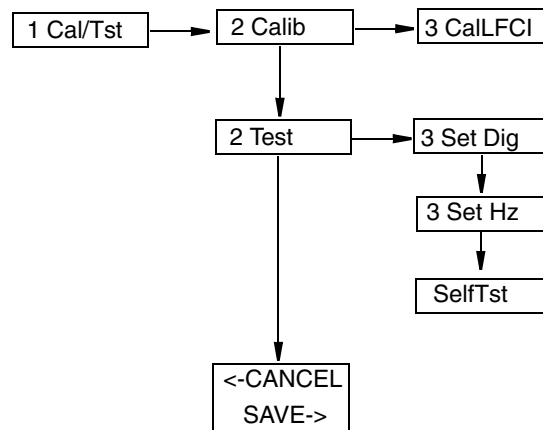 1 Cal/Tst
2 Calib
3 CalLFCI
2 Test
3 Set Dig
3 Set Hz
SelfTst
<-CANCEL
SAVE->